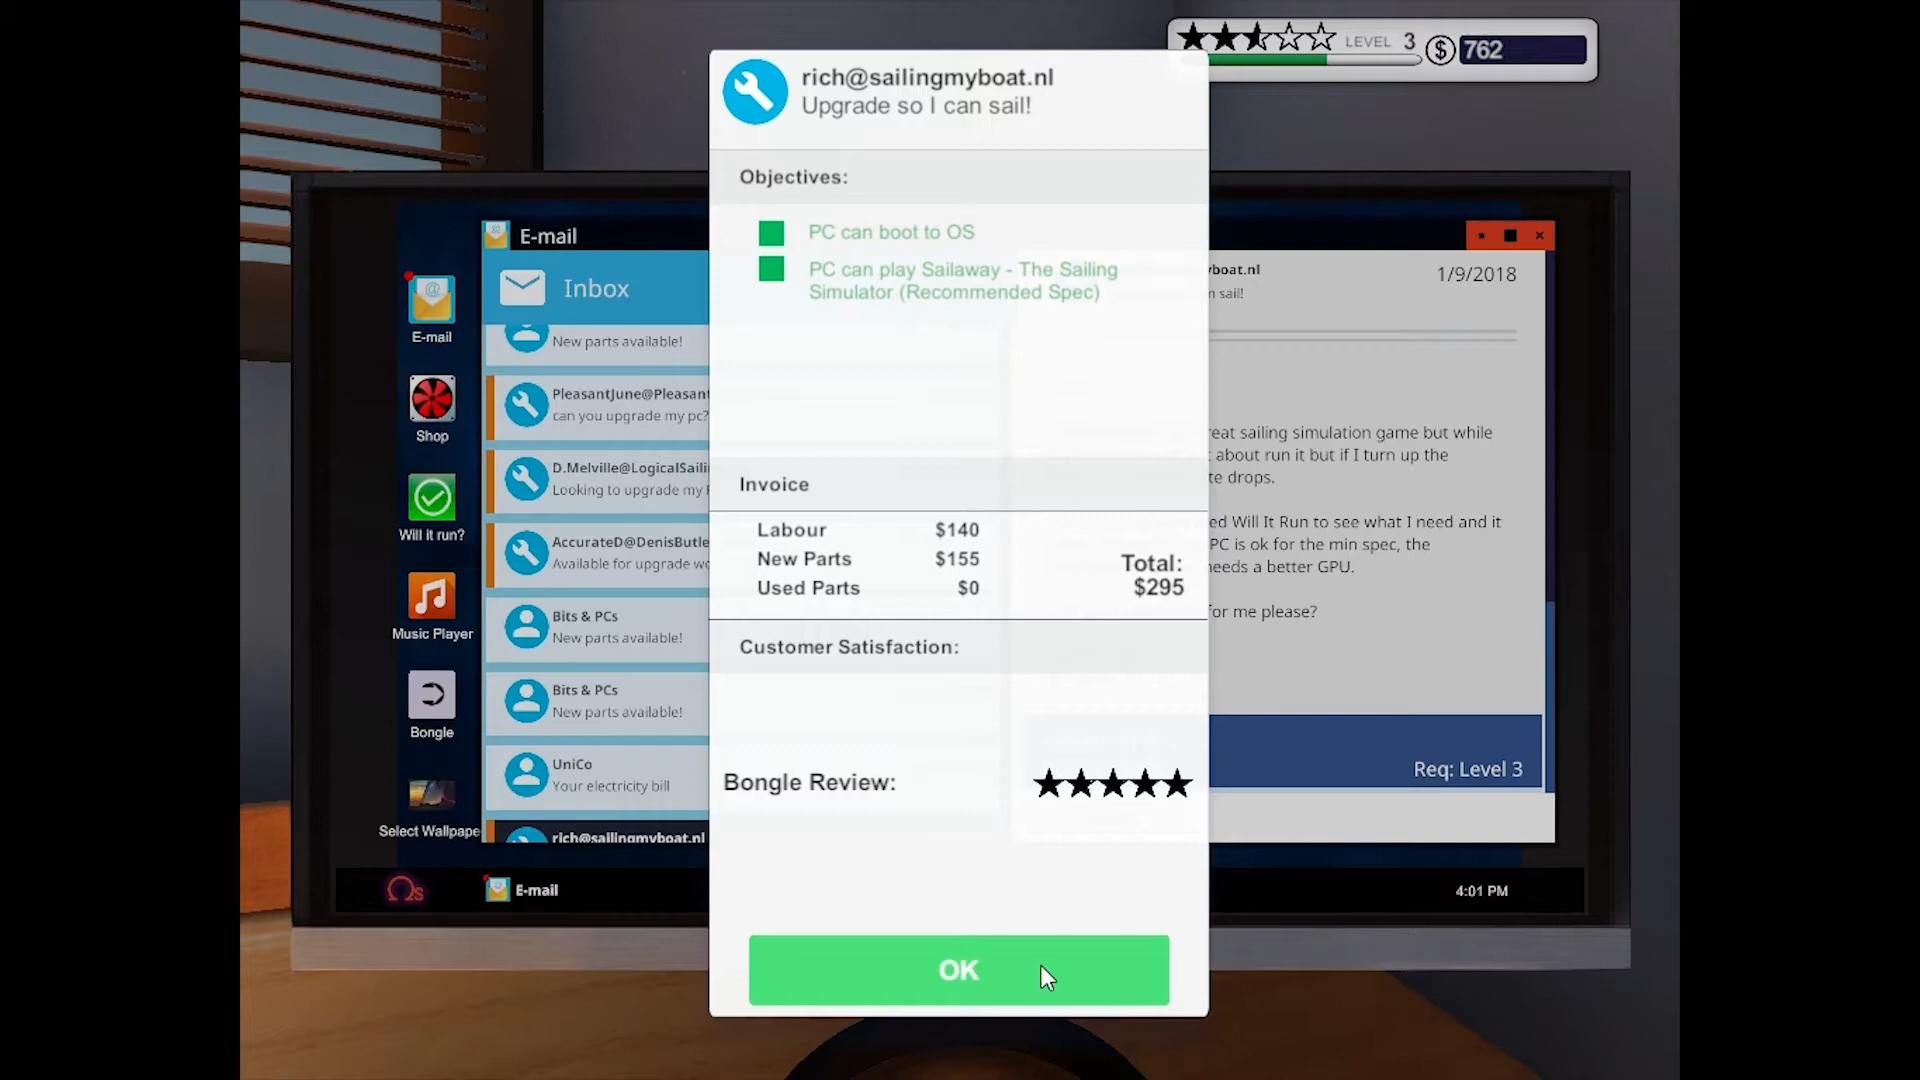 LEVEL 3
762
rich@sailingmyboat.nl
Upgrade so I can sail!
Objectives:
PC can boot to OS
PC can play Sailaway - The Sailing
Simulator (Recommended Spec)
Invoice
Labour $140
New Parts $155
Used Parts $0
Total:
$295
Customer Satisfaction:
Bongle Review:
OK
E-mail
Inbox
New parts available!
PleasantJune@Pleasant
can you upgrade my pc?
D.Melville@LogicalSaili
Looking to upgrade my
AccurateD@DenisButle
Available for upgrade wo
Bits & PCs
New parts available!
Bits & PCs
New parts available!
UniCo
Your electricity bill
rich@sailingmyboat.nl
E-mail
Shop
Will it run?
Music Player
Bongle
Select Wallpape
boat.nl
1/9/2018
n sail!
reat sailing simulation game but while
about run it but if I turn up the
te drops.
ed Will It Run to see what I need and it
PC is ok for the min spec, the
needs a better GPU.
for me please?
Req: Level 3
E-mail
4:01 PM